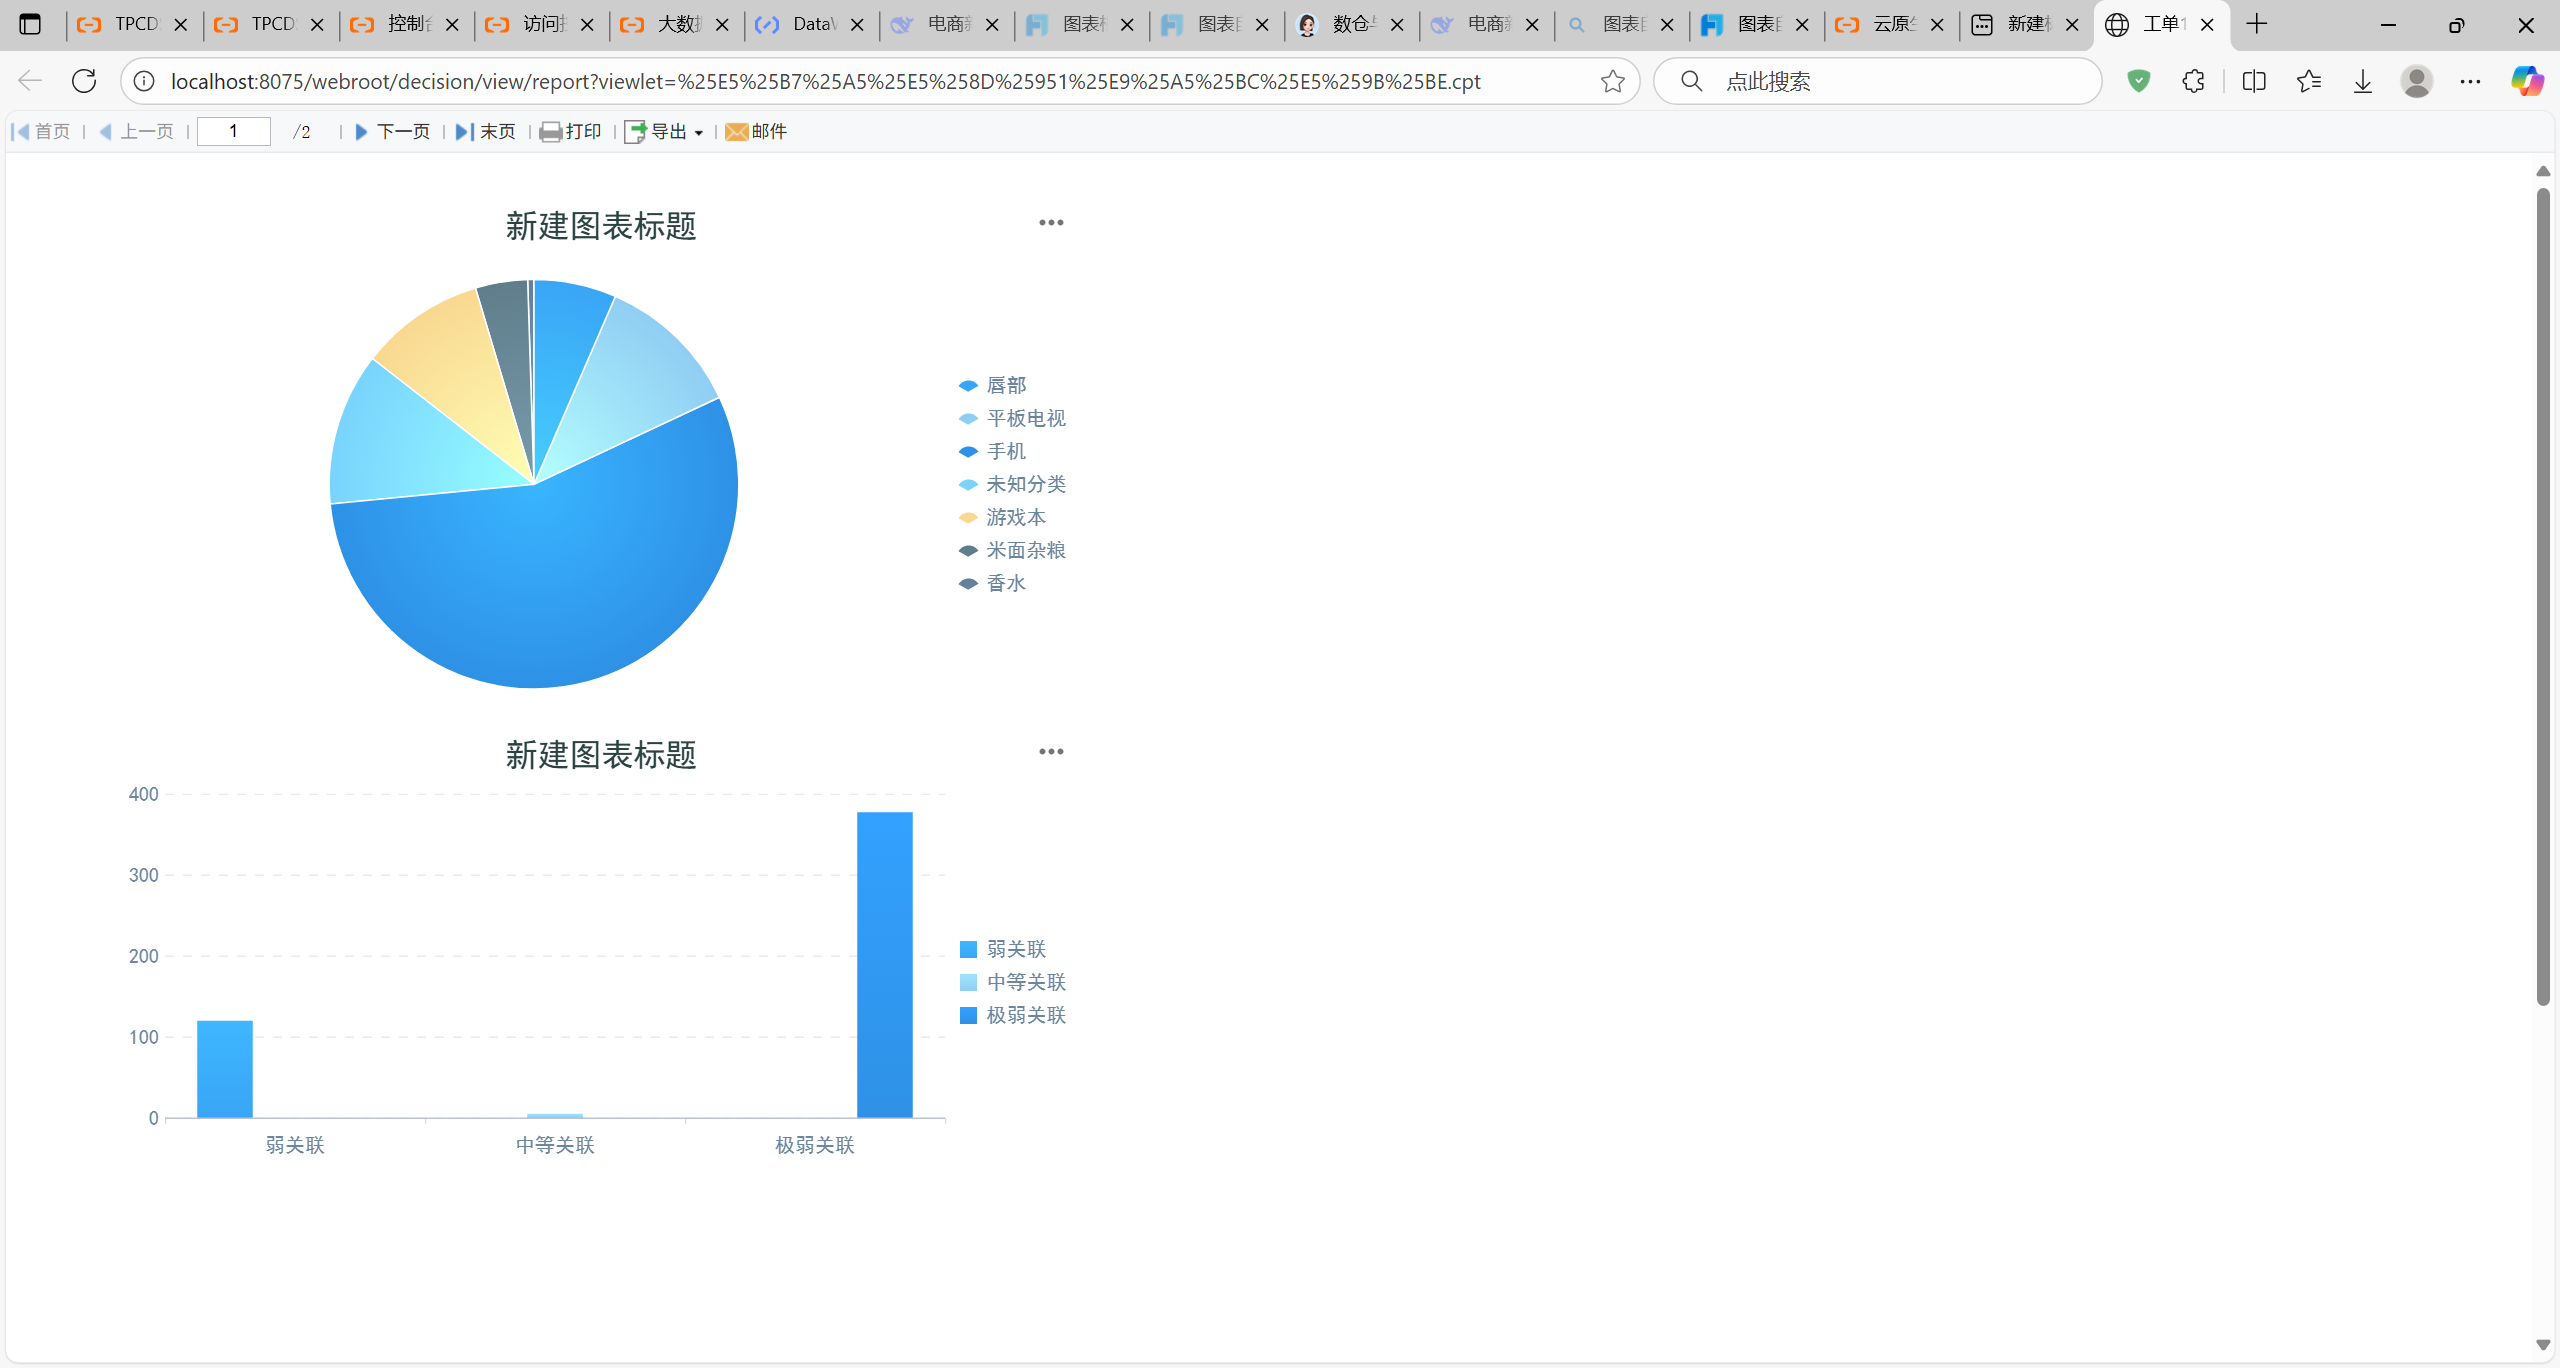 TPCD
TPCD
控制
访问
大数
Data
电商
图表
图表
数仓
电商
图表
图表
云原
新建
工单1
localhost:8075/webroot/decision/view/report?viewlet=%25E5%25B7%25A5%25E5%258D%25951%25E9%25A5%25BC%25E5%259B%25BE.cpt
点此搜索
首页 上一页 1 /2 下一页 末页 打印 导出 邮件
新建图表标题
唇部
平板电视
手机
未知分类
游戏本
米面杂粮
香水
新建图表标题
400
300
200
100
0
弱关联
中等关联
极弱关联
弱关联 中等关联 极弱关联